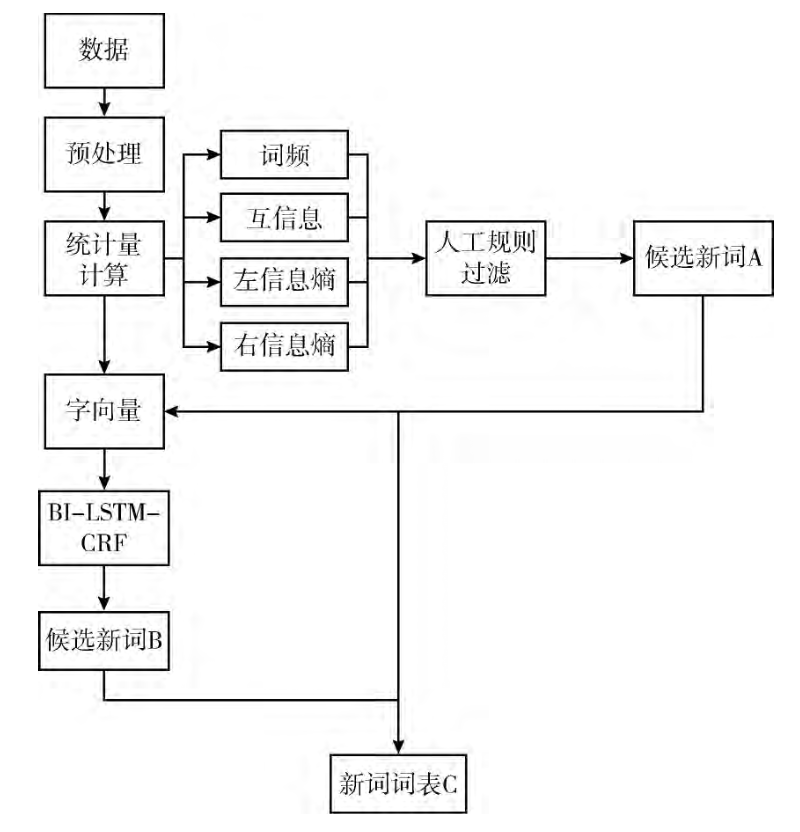 数据
预处理
统计量
计算
词频
互信息
左信息熵
右信息熵
人工规则
过滤
候选新词A
字向量
BI-LSTM-
CRF
候选新词B
新词词表C